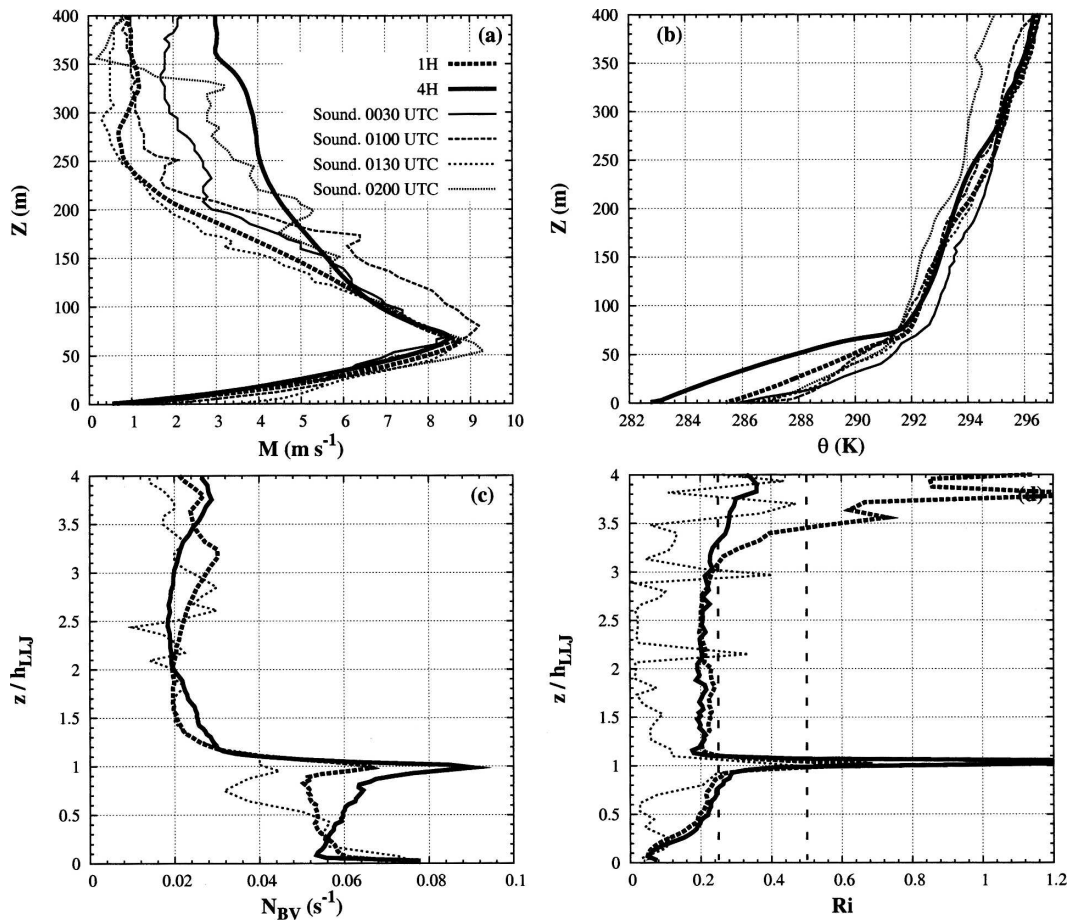 400
350
300
250
200
150
100
50
0
Z (m)
(a)
1H
4H
Sound. 0030 UTC
Sound. 0100 UTC
Sound. 0130 UTC
Sound. 0200 UTC
0 1 2 3 4 5 6 7 8 9 10
M (m s-1)
400
350
300
250
200
150
100
50
0
Z (m)
(b)
282 284 286 288 290 292 294 296
θ (K)
4
3.5
3
2.5
2
1.5
1
0.5
0
z / hLLJ
(c)
0 0.02 0.04 0.06 0.08 0.1
NBV (s-1)
4
3.5
3
2.5
2
1.5
1
0.5
0
z / hLLJ
(d)
0 0.2 0.4 0.6 0.8 1 1.2
Ri